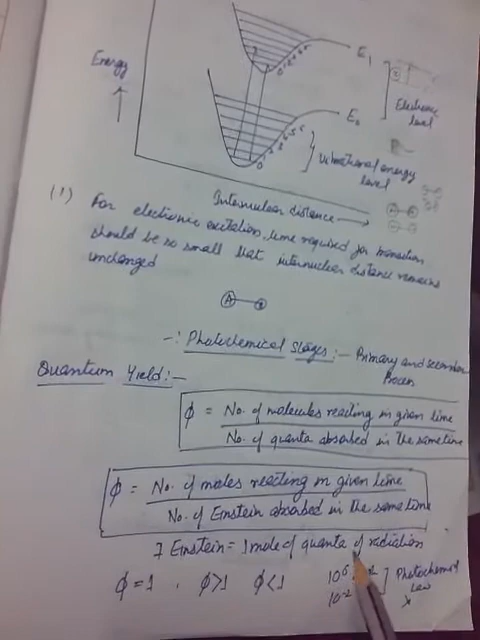 Energy
E₁
Electronic
level
E₀
Vibrational energy
level
Internuclear distance →
(1) For electronic excitation, time required for transition
should be so small that internuclear distance remains
unchanged
A
-: Photochemical Stages:- Primary and Secondary
Process
Quantum Yield:-
ϕ = No. of molecules reacting in given time
No. of quanta absorbed in the same time
ϕ = No. of moles reacting in given time
No. of Einstein absorbed in the same time
1 Einstein = 1 mole of quanta of radiation
ϕ = 1 , ϕ > 1 ϕ < 1 10⁶
10⁻²
Law